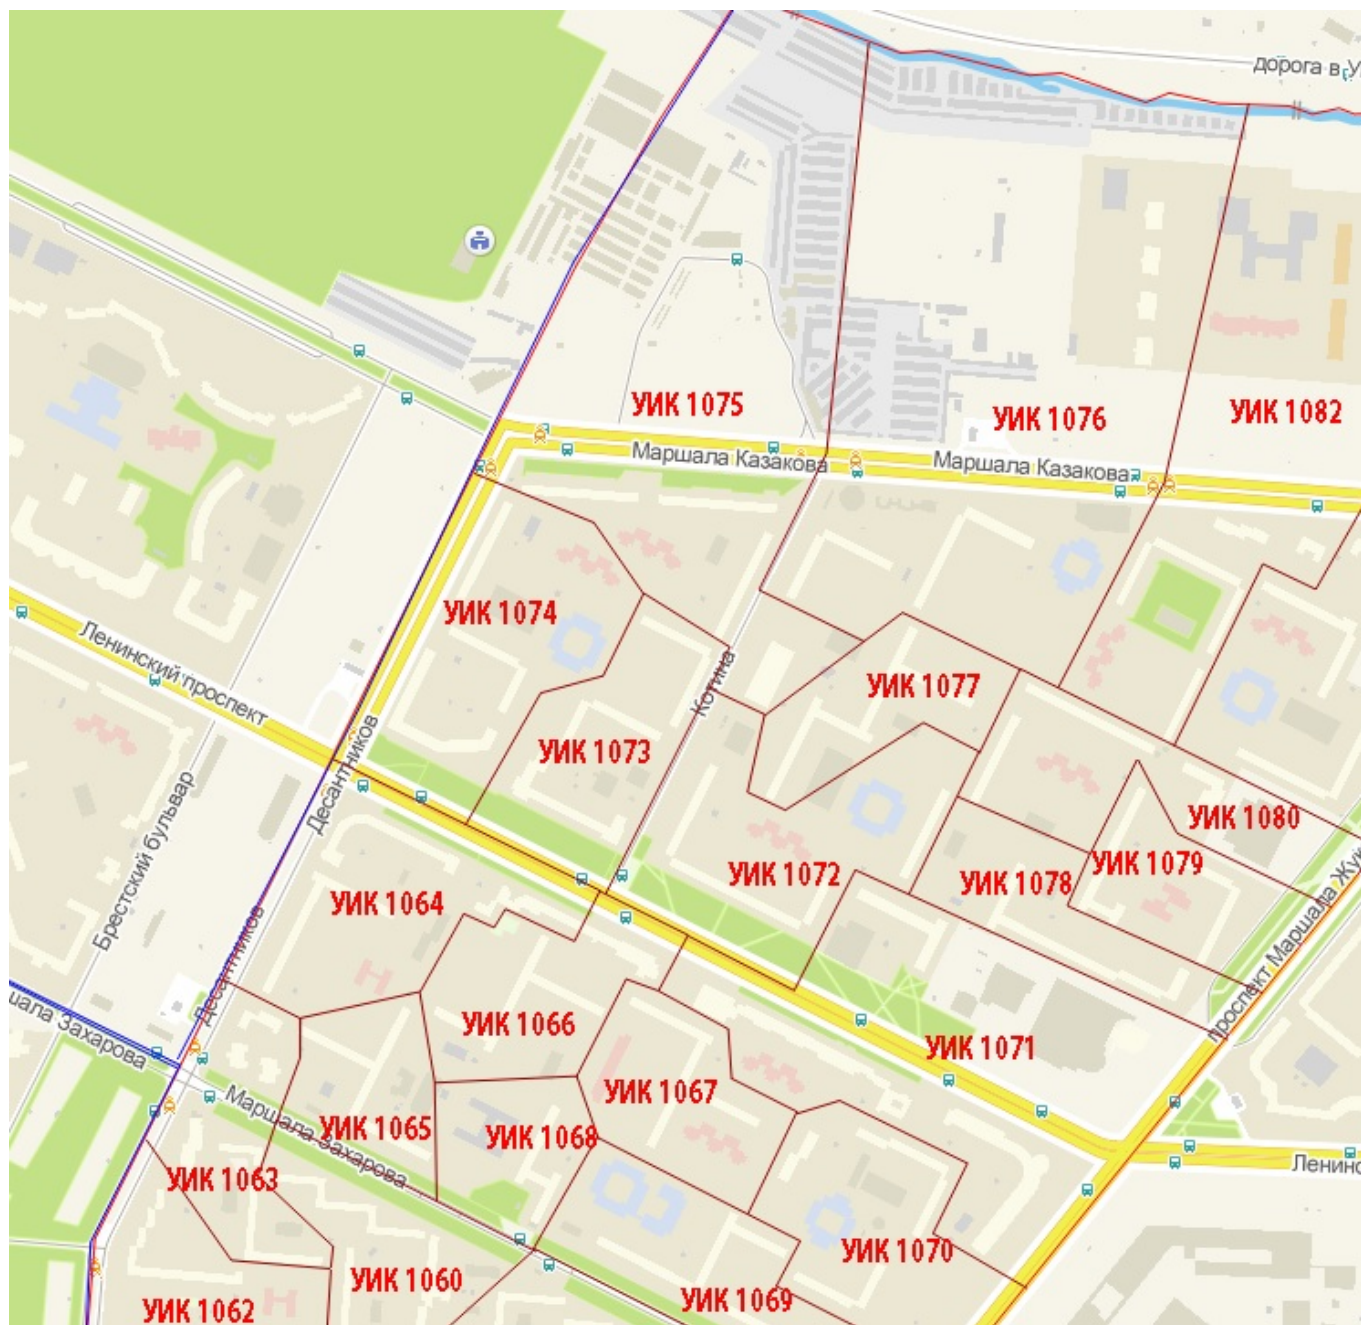 дорога в У
УИК 1075
УИК 1076
УИК 1082
Маршала Казакова
Маршала Казакова
УИК 1074
Ленинский проспект
Котина
УИК 1077
УИК 1073
Десантников
Брестский бульвар
УИК 1080
УИК 1079
УИК 1072
УИК 1078
проспект Маршала Жук
УИК 1064
Десантников
УИК 1066
шала Захарова
УИК 1071
УИК 1067
Маршала Захарова
УИК 1065
УИК 1068
УИК 1063
Ленинс
УИК 1070
УИК 1060
УИК 1069
УИК 1062